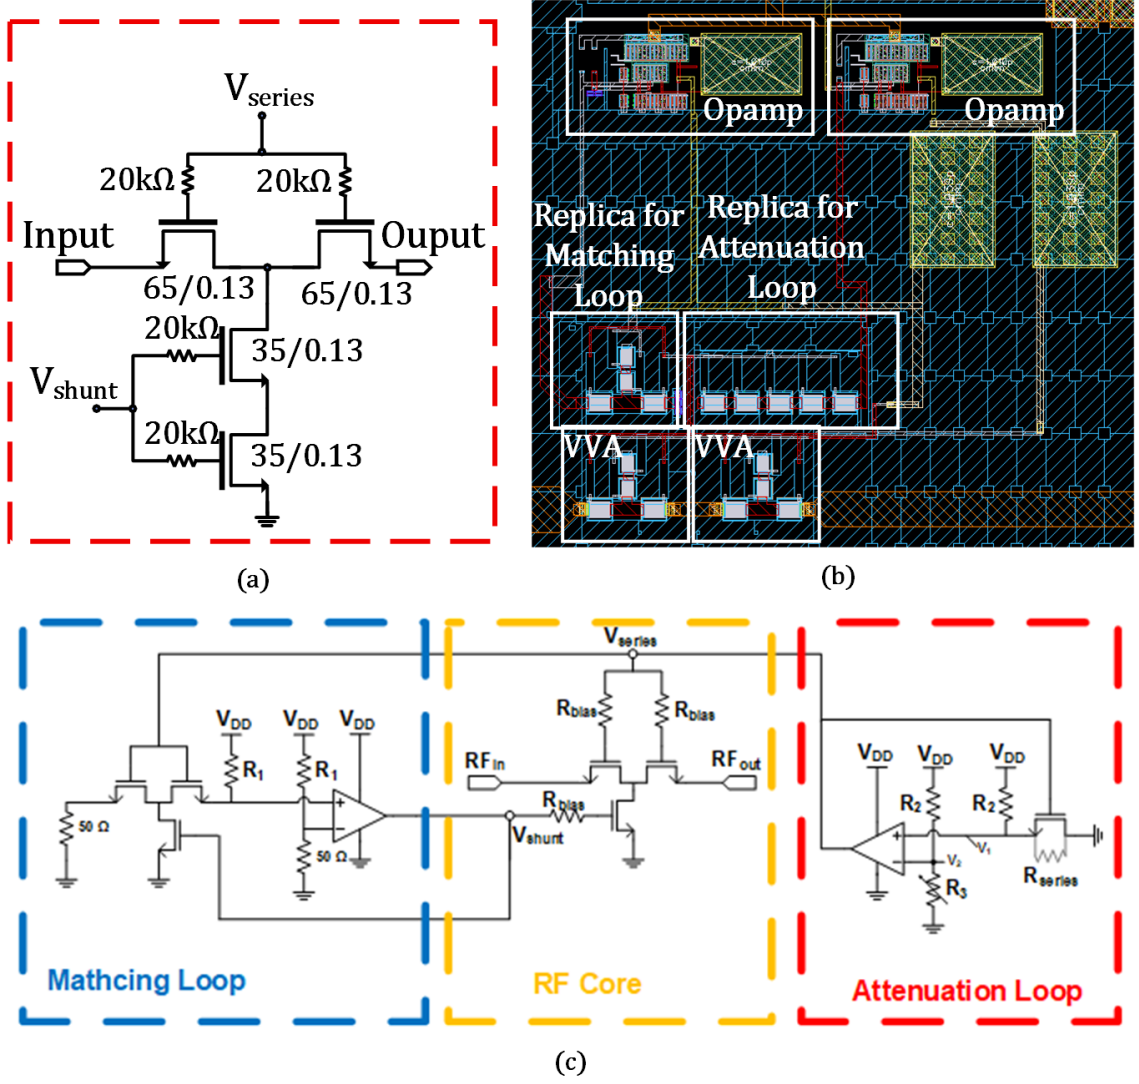 V_series
20kΩ
20kΩ
Input
Ouput
65/0.13
65/0.13
20kΩ
35/0.13
V_shunt
20kΩ
35/0.13
(a)
Opamp
Opamp
Replica for
Matching
Loop
Replica for
Attenuation
Loop
VVA
VVA
(b)
V_series
R_bias
R_bias
RF_in
RF_out
R_bias
V_shunt
V_DD
V_DD
V_DD
R_1
R_1
+
−
50 Ω
50 Ω
V_DD
V_DD
V_DD
R_2
R_2
+
−
V_1
V_2
R_3
R_series
Mathcing Loop
RF Core
Attenuation Loop
(c)